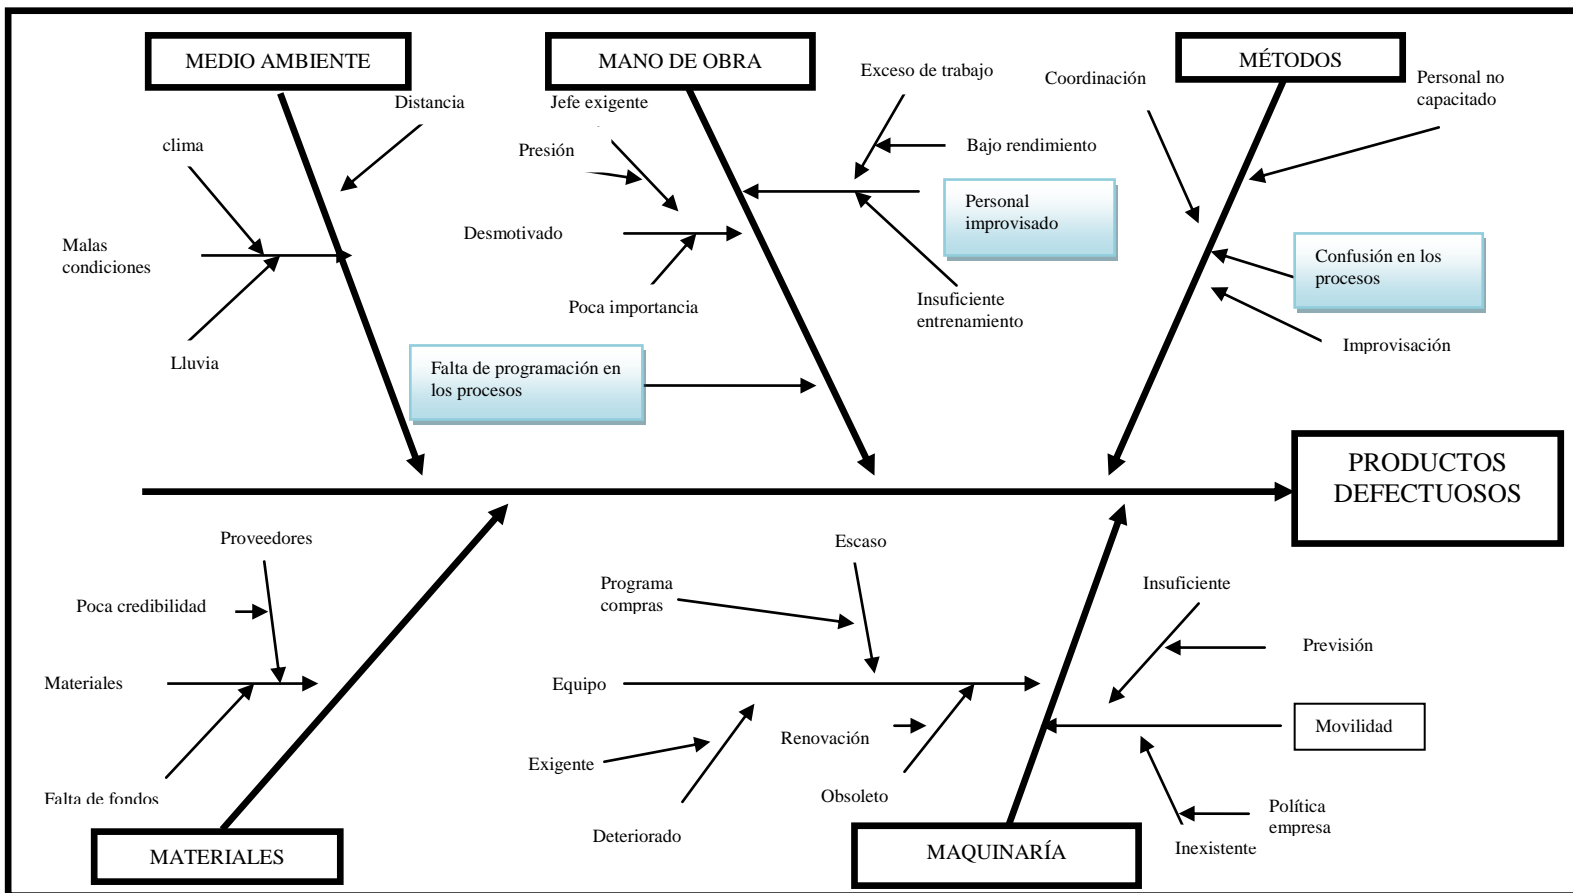 MEDIO AMBIENTE
MANO DE OBRA
MÉTODOS
Distancia
clima
Malas
condiciones
Lluvia
Jefe exigente
Presión
Desmotivado
Poca importancia
Exceso de trabajo
Bajo rendimiento
Personal
improvisado
Insuficiente
entrenamiento
Falta de programación en
los procesos
Coordinación
Personal no
capacitado
Confusión en los
procesos
Improvisación
PRODUCTOS
DEFECTUOSOS
Proveedores
Poca credibilidad
Materiales
Falta de fondos
MATERIALES
Escaso
Programa
compras
Equipo
Renovación
Exigente
Obsoleto
Deteriorado
Insuficiente
Previsión
Movilidad
Política
empresa
Inexistente
MAQUINARÍA